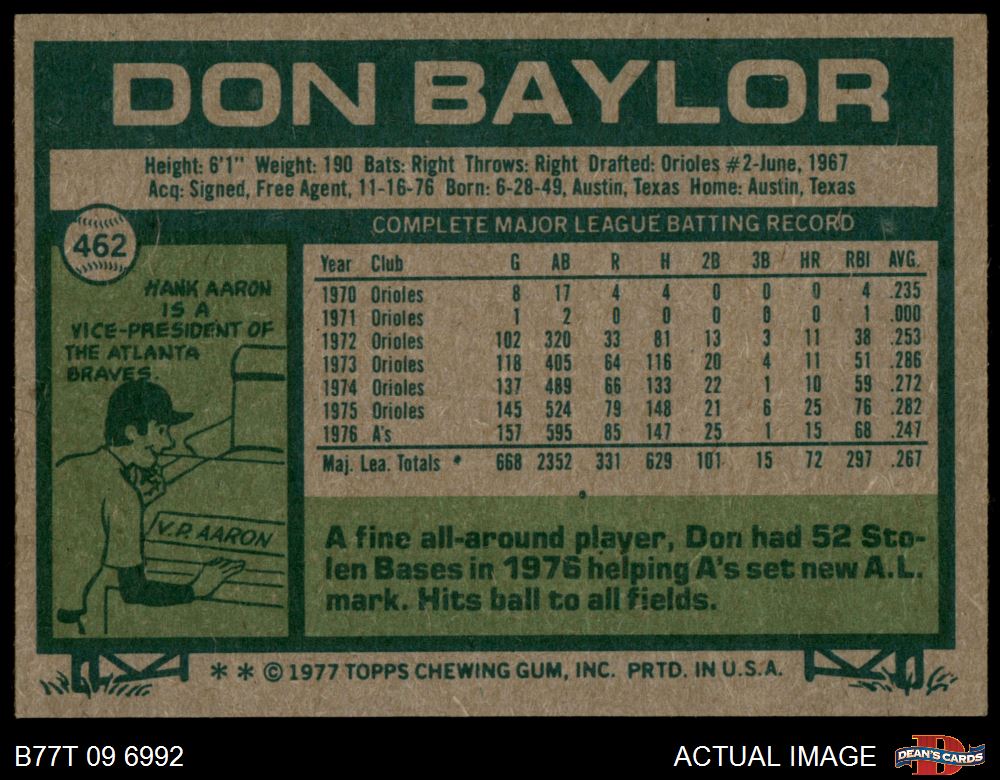 DON BAYLOR
Height: 6'1" Weight: 190 Bats: Right Throws: Right Drafted: Orioles #2-June, 1967
Acq: Signed, Free Agent, 11-16-76 Born: 6-28-49, Austin, Texas Home: Austin, Texas
462
HANK AARON
IS A
VICE-PRESIDENT OF
THE ATLANTA
BRAVES.
V.P. AARON
COMPLETE MAJOR LEAGUE BATTING RECORD
Year Club G AB R H 2B 3B HR RBI AVG.
1970 Orioles 8 17 4 4 0 0 0 4 .235
1971 Orioles 1 2 0 0 0 0 0 1 .000
1972 Orioles 102 320 33 81 13 3 11 38 .253
1973 Orioles 118 405 64 116 20 4 11 51 .286
1974 Orioles 137 489 66 133 22 1 10 59 .272
1975 Orioles 145 524 79 148 21 6 25 76 .282
1976 A's 157 595 85 147 25 1 15 68 .247
Maj. Lea. Totals 668 2352 331 629 101 15 72 297 .267
A fine all-around player, Don had 52 Sto-
len Bases in 1976 helping A's set new A.L.
mark. Hits ball to all fields.
* * © 1977 TOPPS CHEWING GUM, INC. PRTD. IN U.S.A.
B77T 09 6992
ACTUAL IMAGE
DEAN'S CARDS